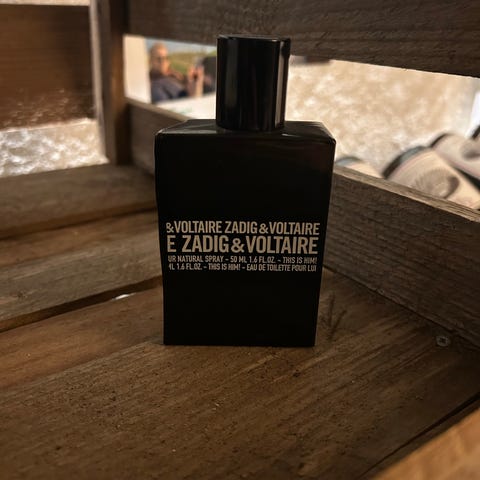 &VOLTAIRE ZADIG&VOLTAIRE
E ZADIG&VOLTAIRE
UR NATURAL SPRAY – 50 ML 1.6 FL.OZ. – THIS IS HIM!
1.6 FL.OZ. – THIS IS HIM! – EAU DE TOILETTE POUR LUI